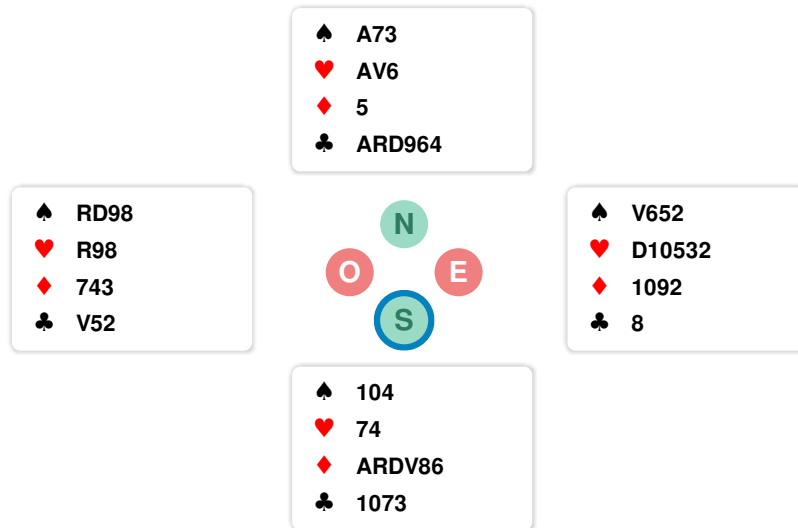 ♠ A73
♥ AV6
♦ 5
♣ ARD964
♠ RD98
♥ R98
♦ 743
♣ V52
N
O E
S
♠ V652
♥ D10532
♦ 1092
♣ 8
♠ 104
♥ 74
♦ ARDV86
♣ 1073